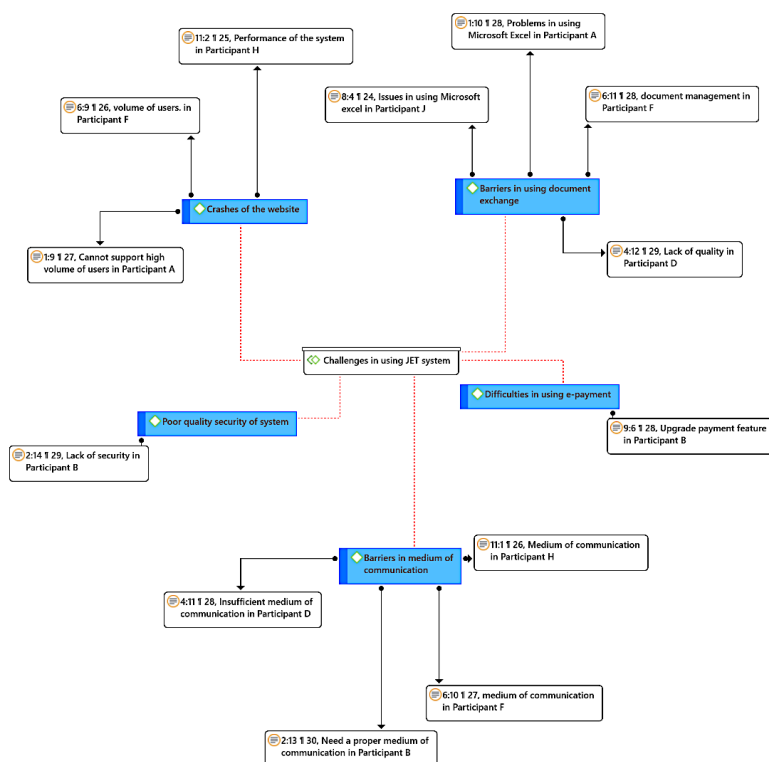 11:2 ¶ 25, Performance of the system
in Participant H
1:10 ¶ 28, Problems in using
Microsoft Excel in Participant A
6:9 ¶ 26, volume of users. in
Participant F
8:4 ¶ 24, Issues in using Microsoft
excel in Participant J
6:11 ¶ 28, document management in
Participant F
Crashes of the website
Barriers in using document
exchange
1:9 ¶ 27, Cannot support high
volume of users in Participant A
4:12 ¶ 29, Lack of quality in
Participant D
Challenges in using JET system
Difficulties in using e-payment
Poor quality security of system
9:6 ¶ 28, Upgrade payment feature
in Participant B
2:14 ¶ 29, Lack of security in
Participant B
Barriers in medium of
communication
11:1 ¶ 26, Medium of communication
in Participant H
4:11 ¶ 28, Insufficient medium of
communication in Participant D
6:10 ¶ 27, medium of communication
in Participant F
2:13 ¶ 30, Need a proper medium of
communication in Participant B